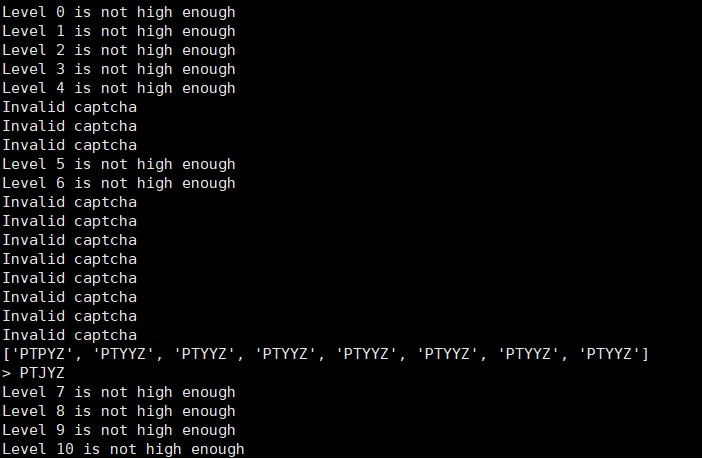 Level 0 is not high enough
Level 1 is not high enough
Level 2 is not high enough
Level 3 is not high enough
Level 4 is not high enough
Invalid captcha
Invalid captcha
Invalid captcha
Level 5 is not high enough
Level 6 is not high enough
Invalid captcha
Invalid captcha
Invalid captcha
Invalid captcha
Invalid captcha
Invalid captcha
Invalid captcha
Invalid captcha
['PTPYZ', 'PTYYZ', 'PTYYZ', 'PTYYZ', 'PTYYZ', 'PTYYZ', 'PTYYZ', 'PTYYZ']
> PTJYZ
Level 7 is not high enough
Level 8 is not high enough
Level 9 is not high enough
Level 10 is not high enough